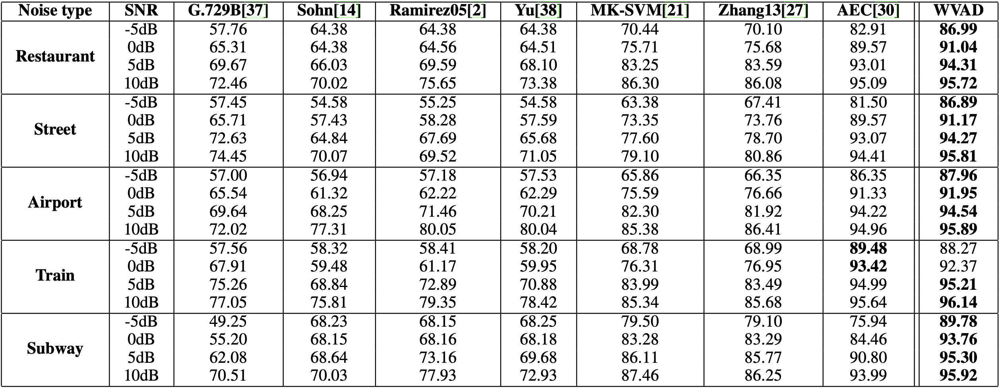 Noise type SNR G.729B[37] Sohn[14] Ramirez05[2] Yu[38] MK-SVM[21] Zhang13[27] AEC[30] WVAD
Restaurant
-5dB 57.76 64.38 64.38 64.38 70.44 70.10 82.91 86.99
0dB 65.31 64.38 64.56 64.51 75.71 75.68 89.57 91.04
5dB 69.67 66.03 69.59 68.10 83.25 83.59 93.01 94.31
10dB 72.46 70.02 75.65 73.38 86.30 86.08 95.09 95.72
Street
-5dB 57.45 54.58 55.25 54.58 63.38 67.41 81.50 86.89
0dB 65.71 57.43 58.28 57.59 73.35 73.76 89.57 91.17
5dB 72.63 64.84 67.69 65.68 77.60 78.70 93.07 94.27
10dB 74.45 70.07 69.52 71.05 79.10 80.86 94.41 95.81
Airport
-5dB 57.00 56.94 57.18 57.53 65.86 66.35 86.35 87.96
0dB 65.54 61.32 62.22 62.29 75.59 76.66 91.33 91.95
5dB 69.64 68.25 71.46 70.21 82.30 81.92 94.22 94.54
10dB 72.02 77.31 80.05 80.04 85.38 86.41 94.96 95.89
Train
-5dB 57.56 58.32 58.41 58.20 68.78 68.99 89.48 88.27
0dB 67.91 59.48 61.17 59.95 76.31 76.95 93.42 92.37
5dB 75.26 68.84 72.89 70.88 83.99 83.49 94.99 95.21
10dB 77.05 75.81 79.35 78.42 85.34 85.68 95.64 96.14
Subway
-5dB 49.25 68.23 68.15 68.25 79.50 79.10 75.94 89.78
0dB 55.20 68.15 68.16 68.18 83.28 83.29 84.46 93.76
5dB 62.08 68.64 73.16 69.68 86.11 85.77 90.80 95.30
10dB 70.51 70.03 77.93 72.93 87.46 86.25 93.99 95.92